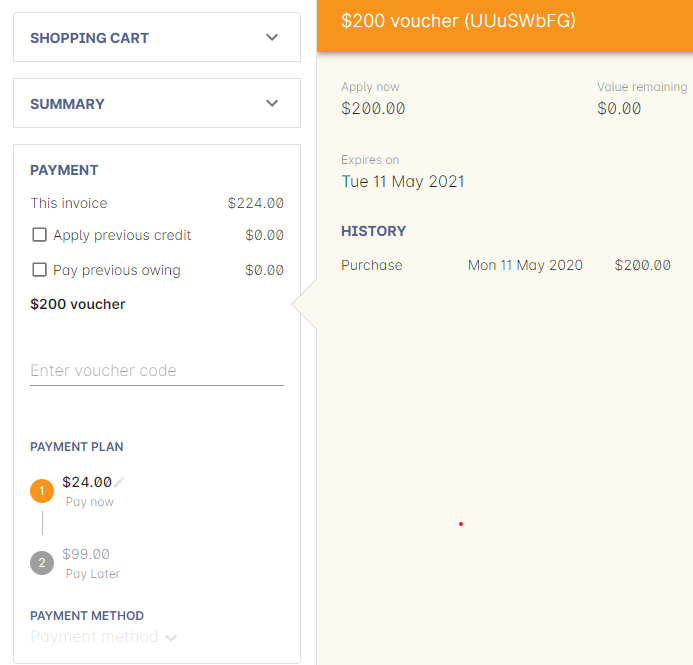 SHOPPING CART
SUMMARY
PAYMENT
This invoice $224.00
Apply previous credit $0.00
Pay previous owing $0.00
$200 voucher
Enter voucher code
PAYMENT PLAN
1 $24.00
Pay now
2 $99.00
Pay Later
PAYMENT METHOD
Payment method
$200 voucher (UUuSWbFG)
Apply now Value remaining
$200.00 $0.00
Expires on
Tue 11 May 2021
HISTORY
Purchase Mon 11 May 2020 $200.00